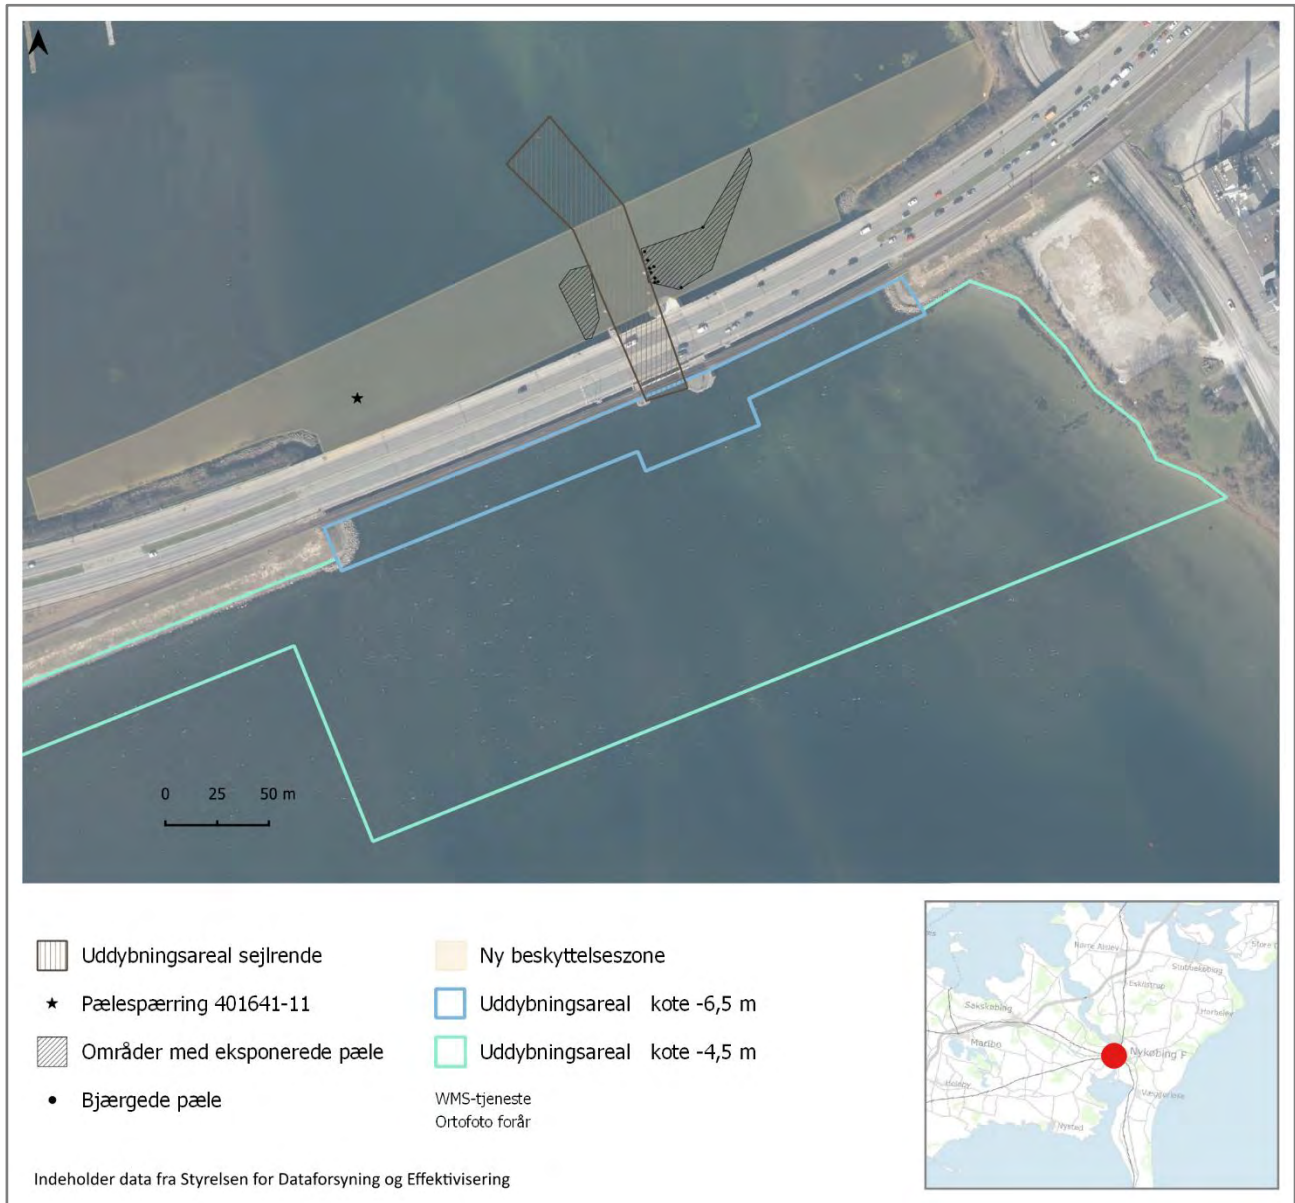 0 25 50 m
Uddybningsareal sejlrende
Pælespærring 401641-11
Områder med eksponerede pæle
Bjærgede pæle
Ny beskyttelseszone
Uddybningsareal kote -6,5 m
Uddybningsareal kote -4,5 m
WMS-tjeneste
Ortofoto forår
Indeholder data fra Styrelsen for Dataforsyning og Effektivisering
Nørre Alslev
Stubbekøbing
Eskilstrup
Sakskøbing
Horbelev
Maribo
Nykøbing F
Holeby
Væggerløse
Nysted